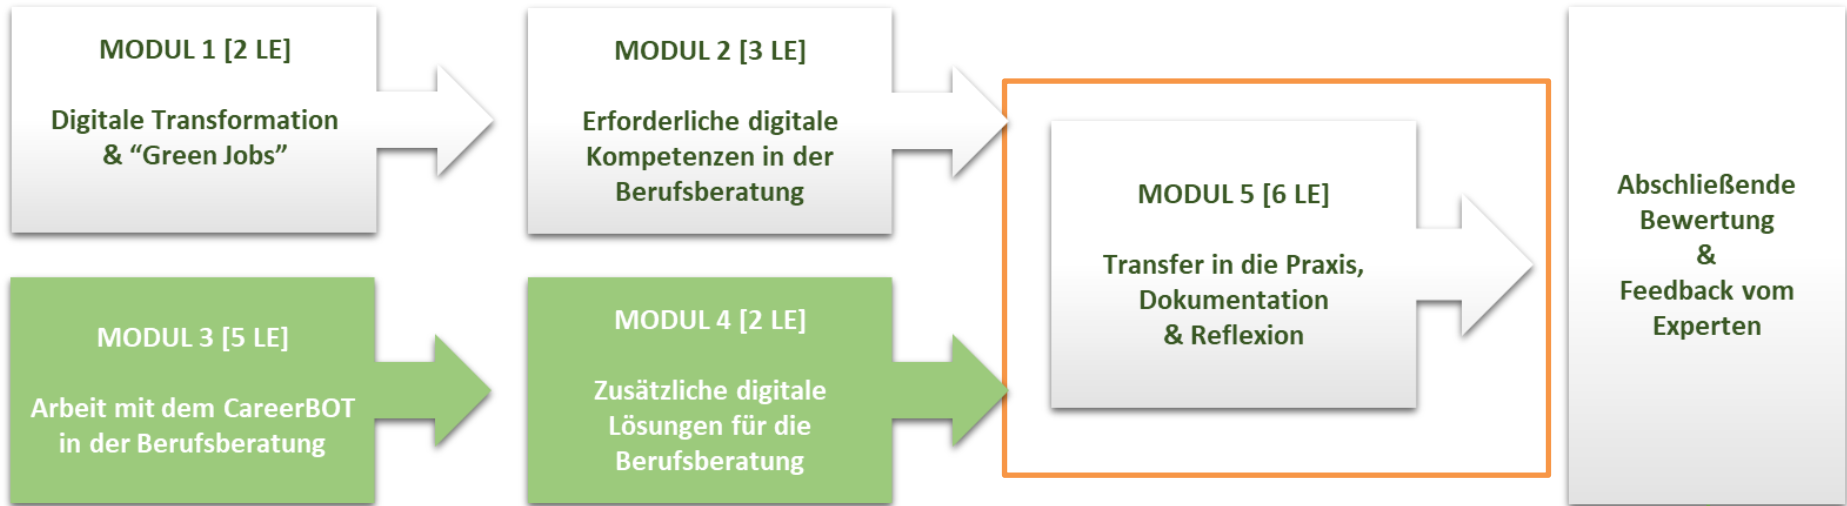 MODUL 1 [2 LE]
Digitale Transformation
& “Green Jobs”
MODUL 2 [3 LE]
Erforderliche digitale
Kompetenzen in der
Berufsberatung
MODUL 3 [5 LE]
Arbeit mit dem CareerBOT
in der Berufsberatung
MODUL 4 [2 LE]
Zusätzliche digitale
Lösungen für die
Berufsberatung
MODUL 5 [6 LE]
Transfer in die Praxis,
Dokumentation
& Reflexion
Abschließende
Bewertung
&
Feedback vom
Experten